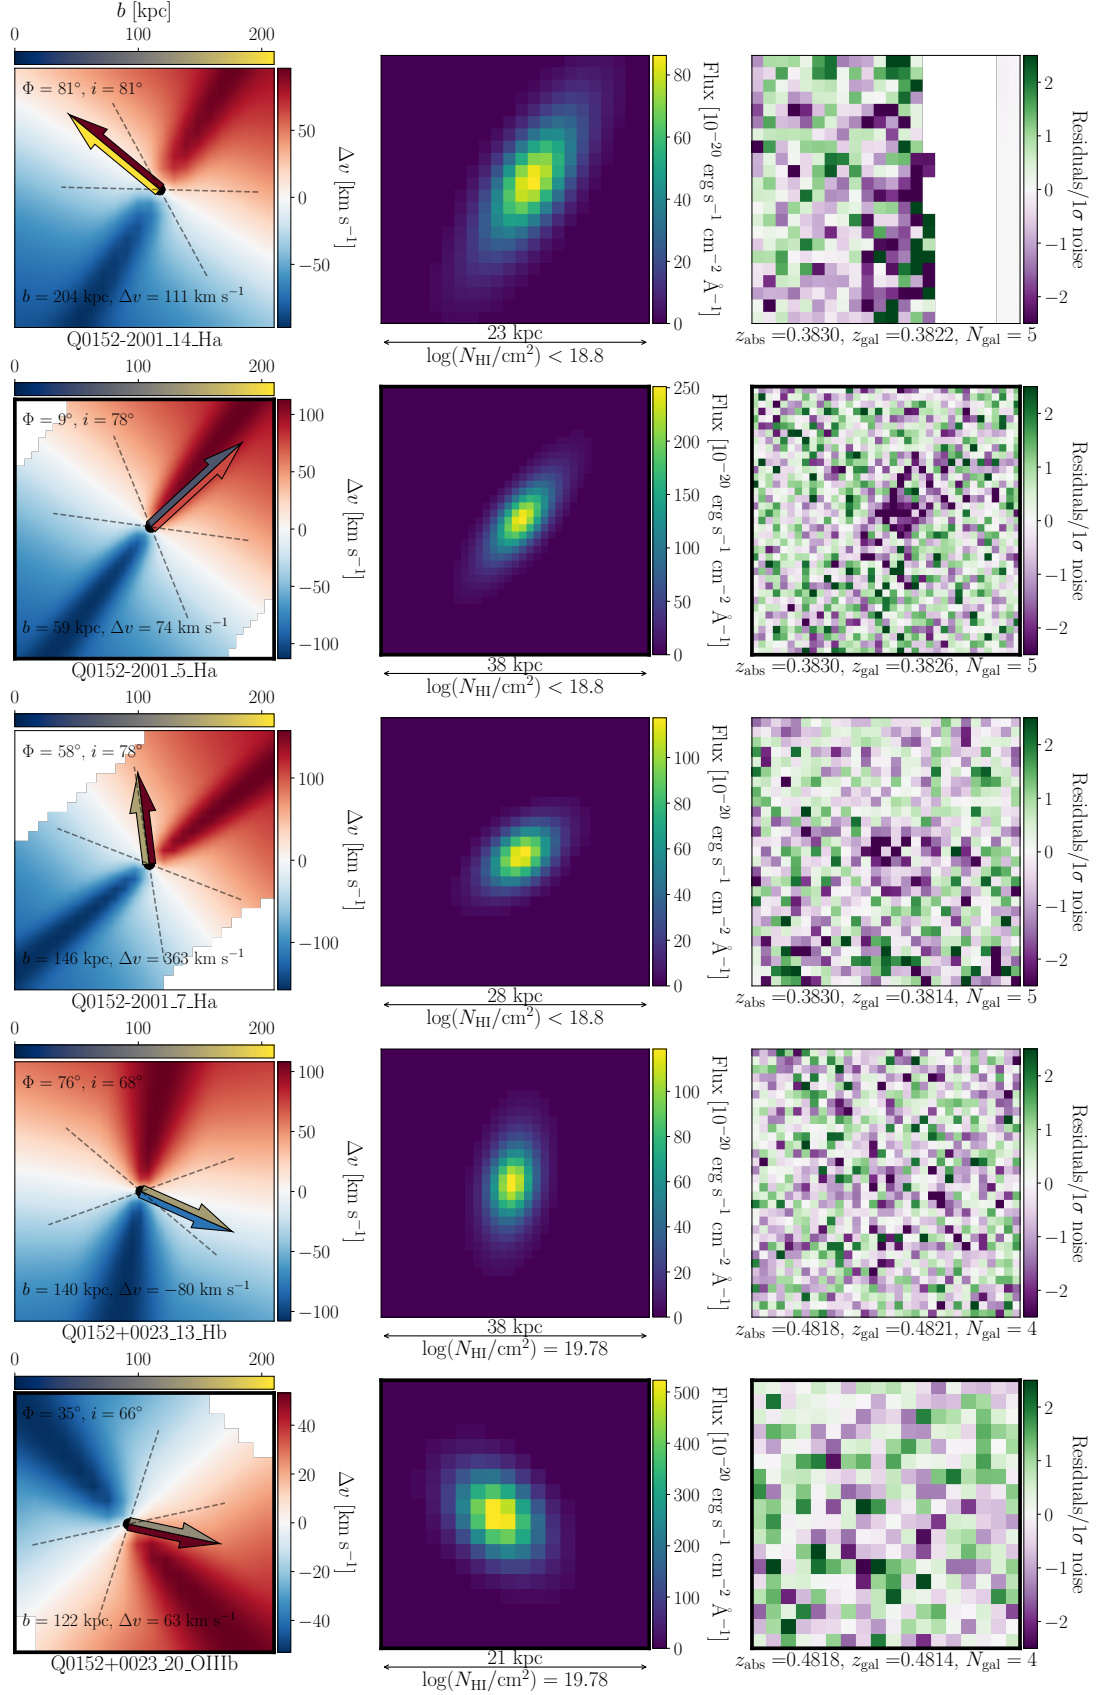 b [kpc]
0 100 200
Φ = 81°, i = 81°
b = 204 kpc, Δv = 111 km s⁻¹
Q0152-2001_14_Ha
50
0
−50
Δv [km s⁻¹]
23 kpc
log(N_HI/cm²) < 18.8
80
60
40
20
0
Flux [10⁻²⁰ erg s⁻¹ cm⁻² Å⁻¹]
z_abs =0.3830, z_gal =0.3822, N_gal = 5
2
1
0
−1
−2
Residuals/1σ noise
0 100 200
Φ = 9°, i = 78°
b = 59 kpc, Δv = 74 km s⁻¹
Q0152-2001_5_Ha
100
50
0
−50
−100
Δv [km s⁻¹]
38 kpc
log(N_HI/cm²) < 18.8
250
200
150
100
50
0
Flux [10⁻²⁰ erg s⁻¹ cm⁻² Å⁻¹]
z_abs =0.3830, z_gal =0.3826, N_gal = 5
2
1
0
−1
−2
Residuals/1σ noise
0 100 200
Φ = 58°, i = 78°
b = 146 kpc, Δv = 363 km s⁻¹
Q0152-2001_7_Ha
100
0
−100
Δv [km s⁻¹]
28 kpc
log(N_HI/cm²) < 18.8
100
80
60
40
20
0
Flux [10⁻²⁰ erg s⁻¹ cm⁻² Å⁻¹]
z_abs =0.3830, z_gal =0.3814, N_gal = 5
2
1
0
−1
−2
Residuals/1σ noise
0 100 200
Φ = 76°, i = 68°
b = 140 kpc, Δv = −80 km s⁻¹
Q0152+0023_13_Hb
100
50
0
−50
−100
Δv [km s⁻¹]
38 kpc
log(N_HI/cm²) = 19.78
100
80
60
40
20
0
Flux [10⁻²⁰ erg s⁻¹ cm⁻² Å⁻¹]
z_abs =0.4818, z_gal =0.4821, N_gal = 4
2
1
0
−1
−2
Residuals/1σ noise
0 100 200
Φ = 35°, i = 66°
b = 122 kpc, Δv = 63 km s⁻¹
Q0152+0023_20_OIIIb
40
20
0
−20
−40
Δv [km s⁻¹]
21 kpc
log(N_HI/cm²) = 19.78
500
400
300
200
100
0
Flux [10⁻²⁰ erg s⁻¹ cm⁻² Å⁻¹]
z_abs =0.4818, z_gal =0.4814, N_gal = 4
2
1
0
−1
−2
Residuals/1σ noise